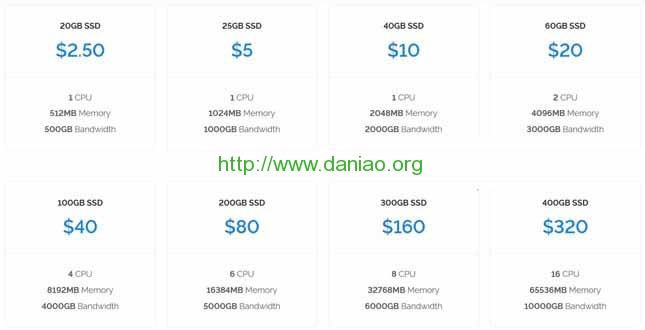 20GB SSD
$2.50
1 CPU
512MB Memory
500GB Bandwidth
25GB SSD
$5
1 CPU
1024MB Memory
1000GB Bandwidth
40GB SSD
$10
1 CPU
2048MB Memory
2000GB Bandwidth
60GB SSD
$20
2 CPU
4096MB Memory
3000GB Bandwidth
http://www.daniao.org
100GB SSD
$40
4 CPU
8192MB Memory
4000GB Bandwidth
200GB SSD
$80
6 CPU
16384MB Memory
5000GB Bandwidth
300GB SSD
$160
8 CPU
32768MB Memory
6000GB Bandwidth
400GB SSD
$320
16 CPU
65536MB Memory
10000GB Bandwidth